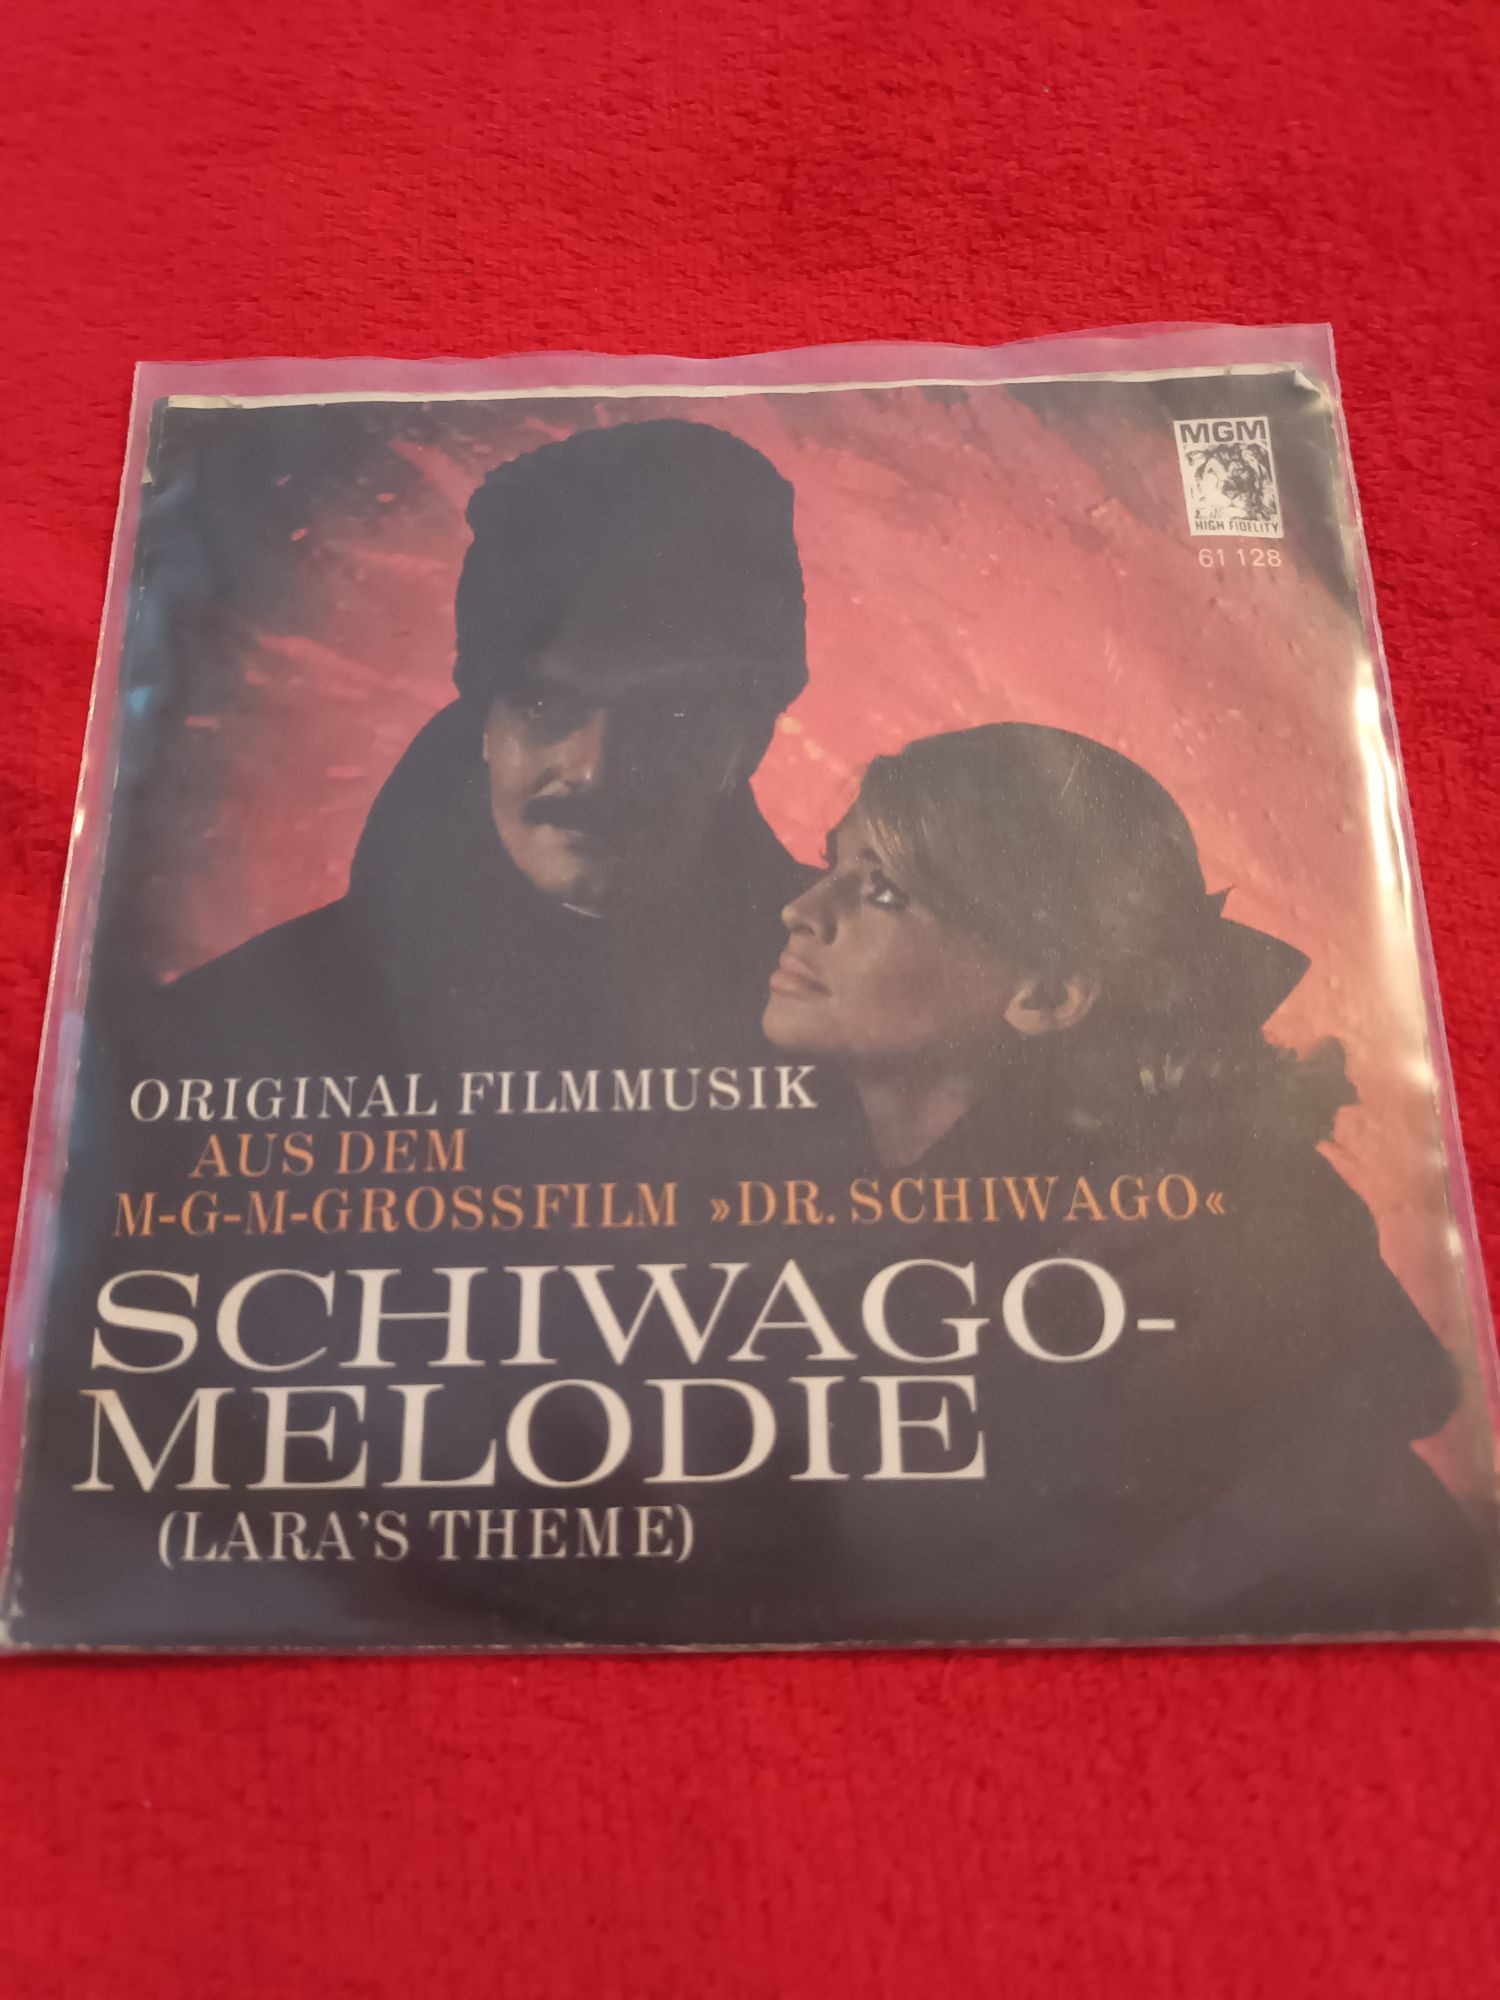 MGM
HIGH FIDELITY
61 128
ORIGINAL FILMMUSIK
AUS DEM
M-G-M-GROSSFILM »DR. SCHIWAGO«
SCHIWAGO-
MELODIE
(LARA'S THEME)